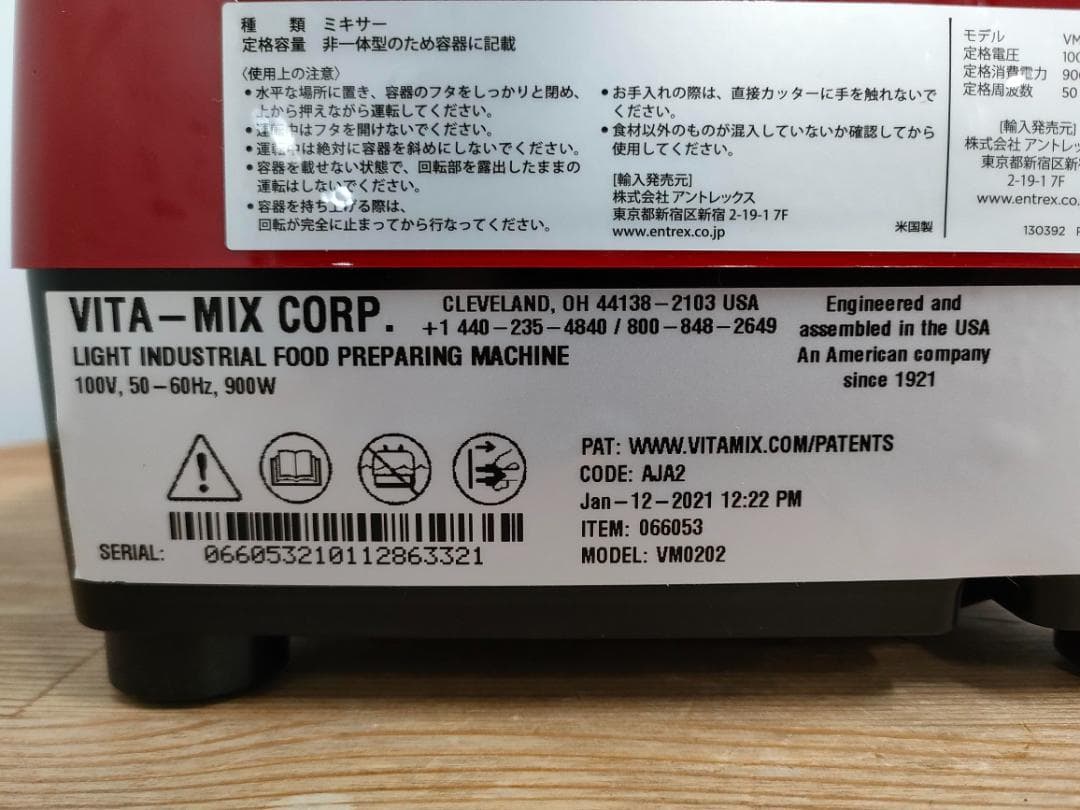 種 類 ミキサー
定格容量 非一体型のため容器に記載
〈使用上の注意〉
•水平な場所に置き、容器のフタをしっかりと閉め、
上から押えながら運転してください。
•運転中はフタを開けないでください。
•運転中は絶対に容器を斜めにしないでください。
•容器を載せない状態で、回転部を露出したままの
運転はしないでください。
•容器を持ち上げる際は、
回転が完全に止まってから行なってください。
•お手入れの際は、直接カッターに手を触れないで
ください。
•食材以外のものが混入していないか確認してから
使用してください。
[輸入発売元]
株式会社 アントレックス
東京都新宿区新宿 2-19-1 7F
www.entrex.co.jp
米国製
モデル VM
定格電圧 100
定格消費電力 900
定格周波数 50
[輸入発売元]
株式会社 アントレッ
東京都新宿区新
2-19-1 7F
www.entrex.co
130392
VITA-MIX CORP.
CLEVELAND, OH 44138-2103 USA
+1 440-235-4840 / 800-848-2649
LIGHT INDUSTRIAL FOOD PREPARING MACHINE
100V, 50-60Hz, 900W
Engineered and
assembled in the USA
An American company
since 1921
PAT: WWW.VITAMIX.COM/PATENTS
CODE: AJA2
Jan-12-2021 12:22 PM
ITEM: 066053
MODEL: VM0202
SERIAL: 066053210112863321